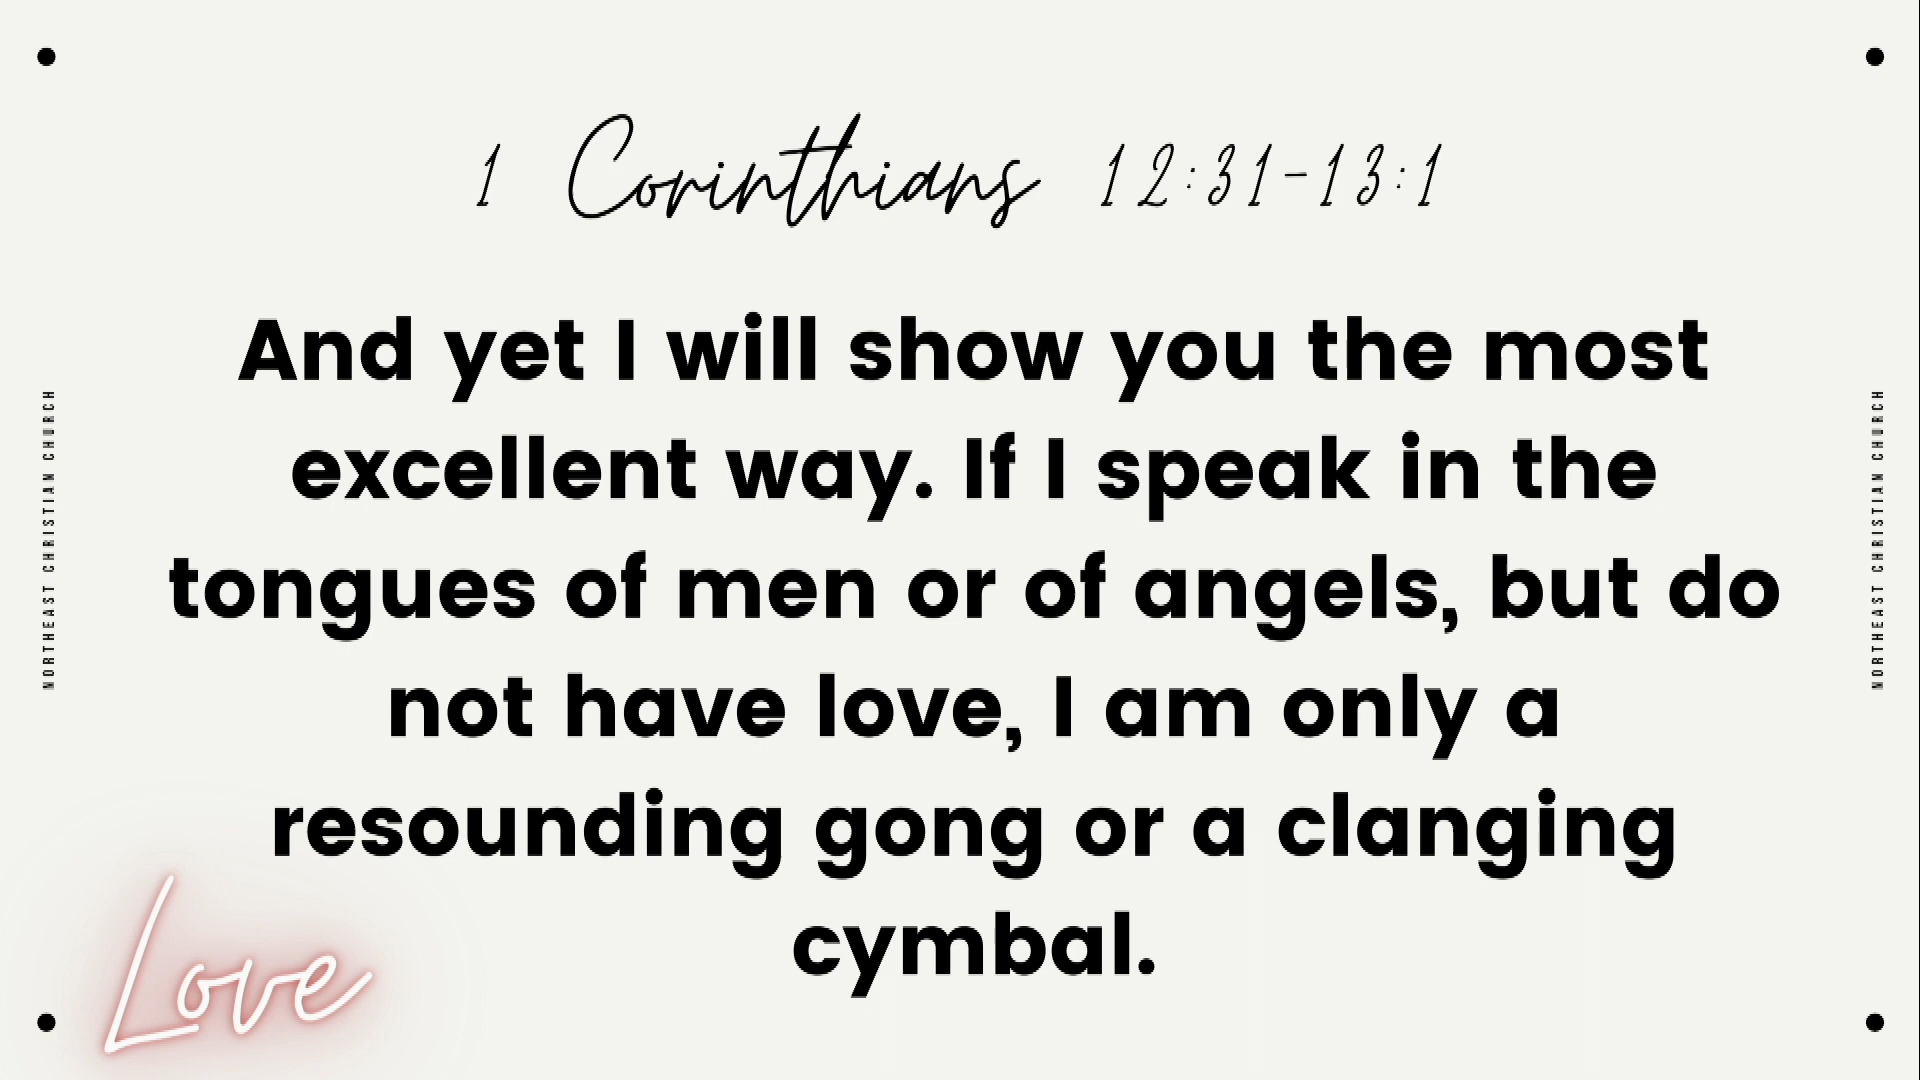 1 Corinthians 12:31-13:1
And yet I will show you the most
excellent way. If I speak in the
tongues of men or of angels, but do
not have love, I am only a
resounding gong or a clanging
cymbal.
NORTHEAST CHRISTIAN CHURCH
NORTHEAST CHRISTIAN CHURCH
Love